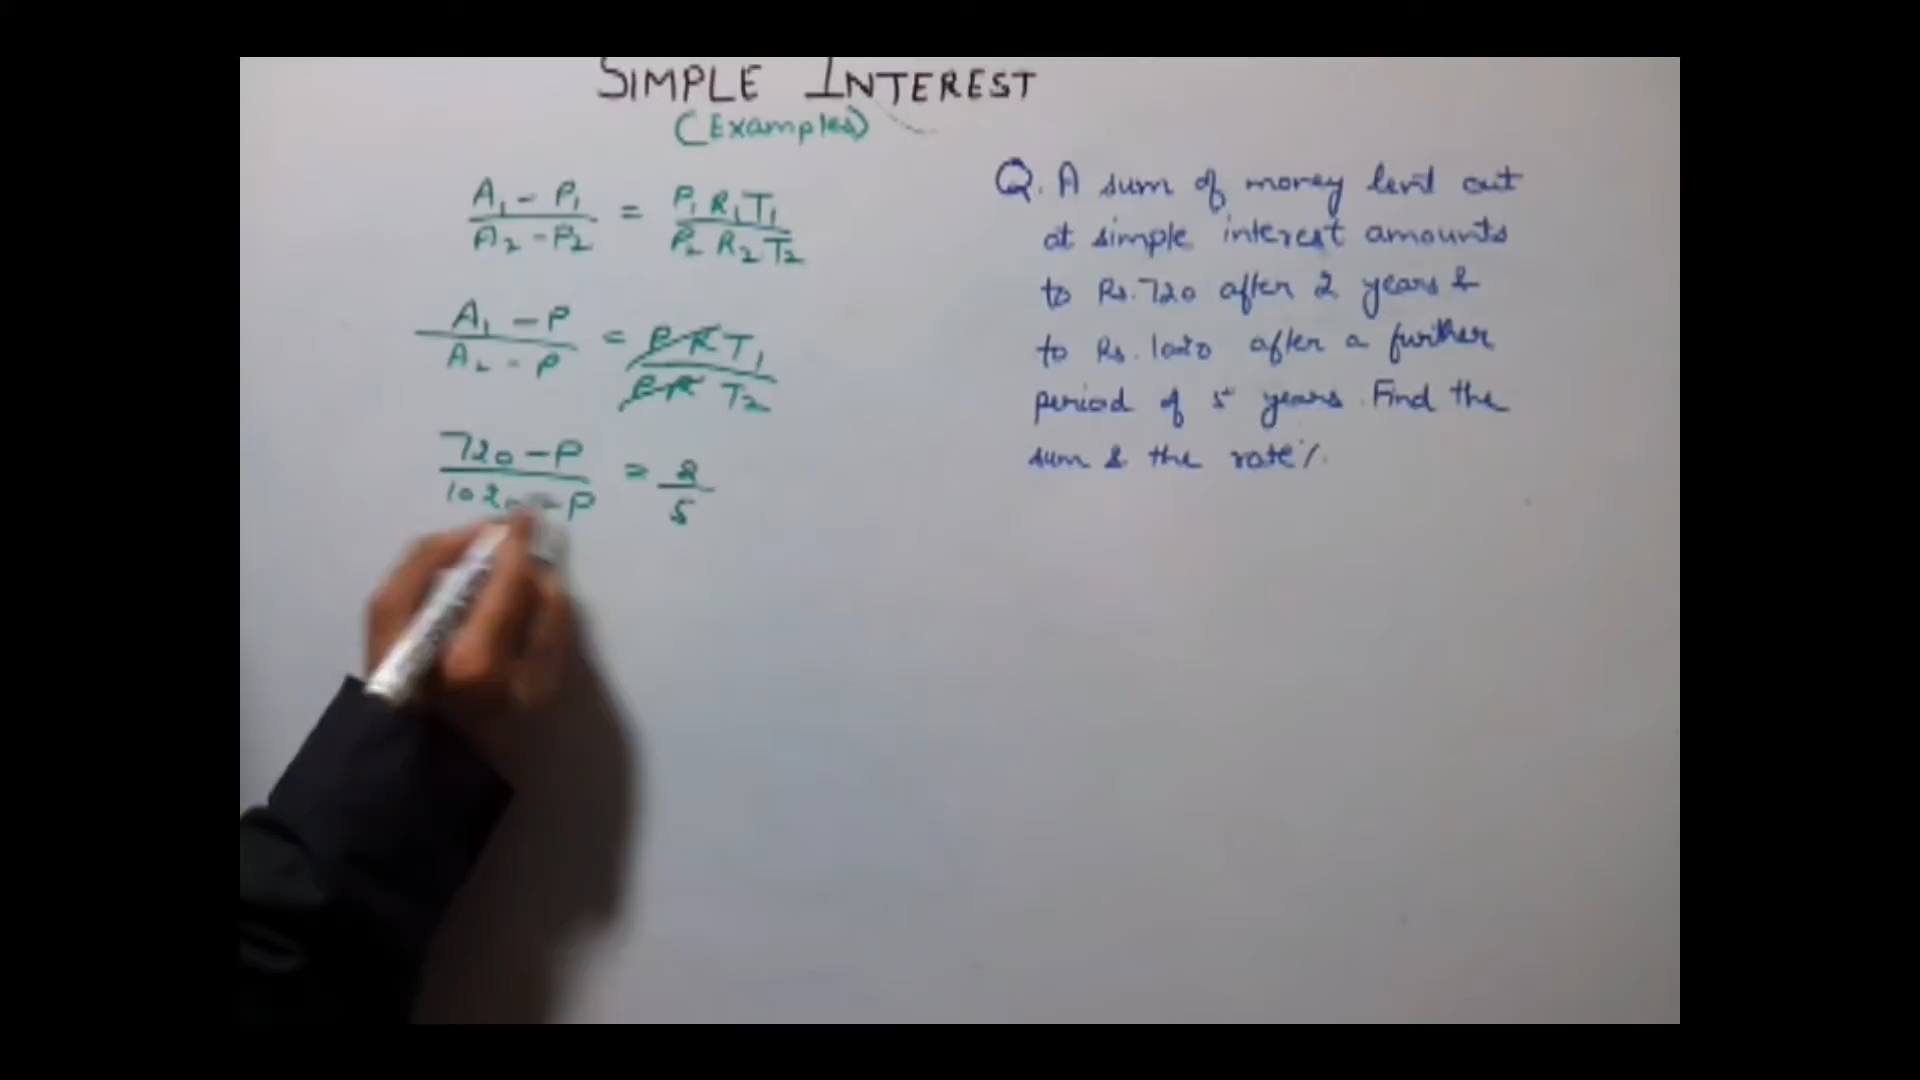 SIMPLE INTEREST
(Examples)
A₁ - P₁ / A₂ - P₂ = P₁ R₁ T₁ / P₂ R₂ T₂
A₁ - P / A₂ - P = P R T₁ / P R T₂
720 - P / 1020 - P = 2 / 5
Q. A sum of money lent out
at simple interest amounts
to Rs. 720 after 2 years &
to Rs. 1020 after a further
period of 5 years. Find the
sum & the rate %.